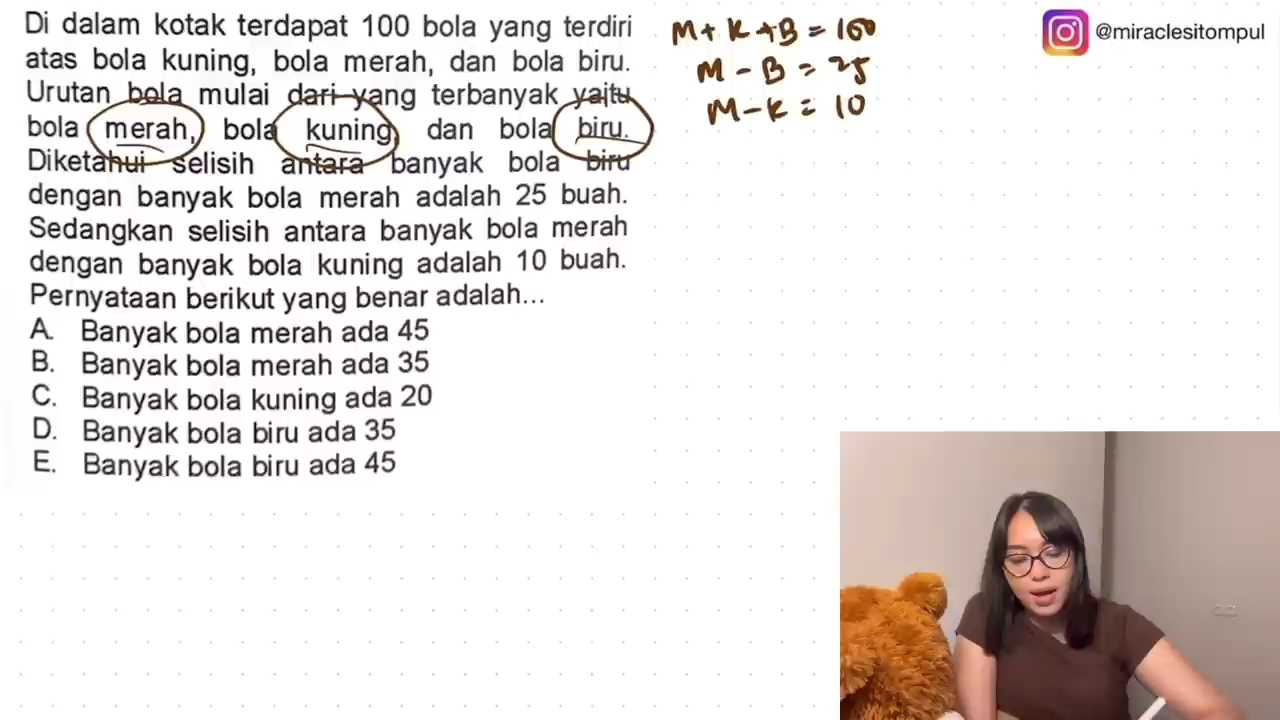 Di dalam kotak terdapat 100 bola yang terdiri
atas bola kuning, bola merah, dan bola biru.
Urutan bola mulai dari yang terbanyak yaitu
bola merah, bola kuning dan bola biru.
Diketahui selisih antara banyak bola biru
dengan banyak bola merah adalah 25 buah.
Sedangkan selisih antara banyak bola merah
dengan banyak bola kuning adalah 10 buah.
Pernyataan berikut yang benar adalah...
A. Banyak bola merah ada 45
B. Banyak bola merah ada 35
C. Banyak bola kuning ada 20
D. Banyak bola biru ada 35
E. Banyak bola biru ada 45
M + K + B = 100
M - B = 25
M - K = 10
@miraclesitompul